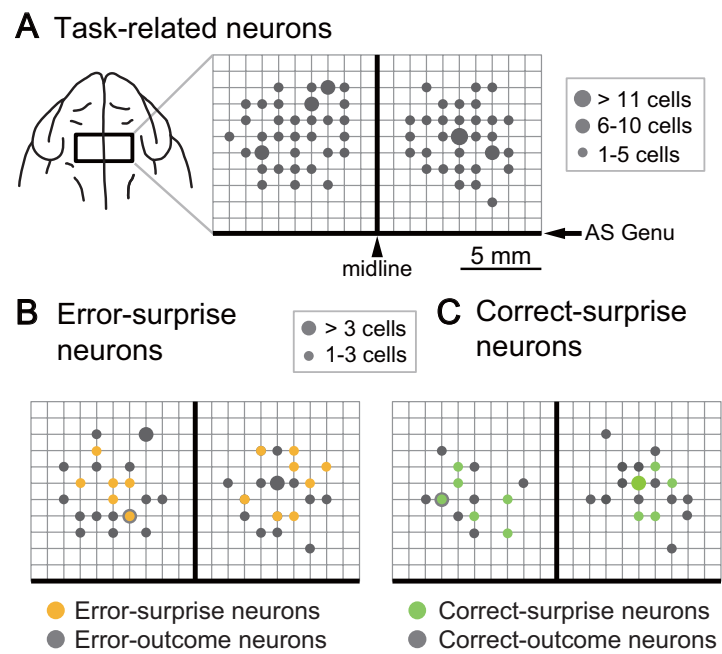 A Task-related neurons
> 11 cells
6-10 cells
1-5 cells
AS Genu
midline
5 mm
B Error-surprise
neurons
> 3 cells
1-3 cells
C Correct-surprise
neurons
Error-surprise neurons
Error-outcome neurons
Correct-surprise neurons
Correct-outcome neurons